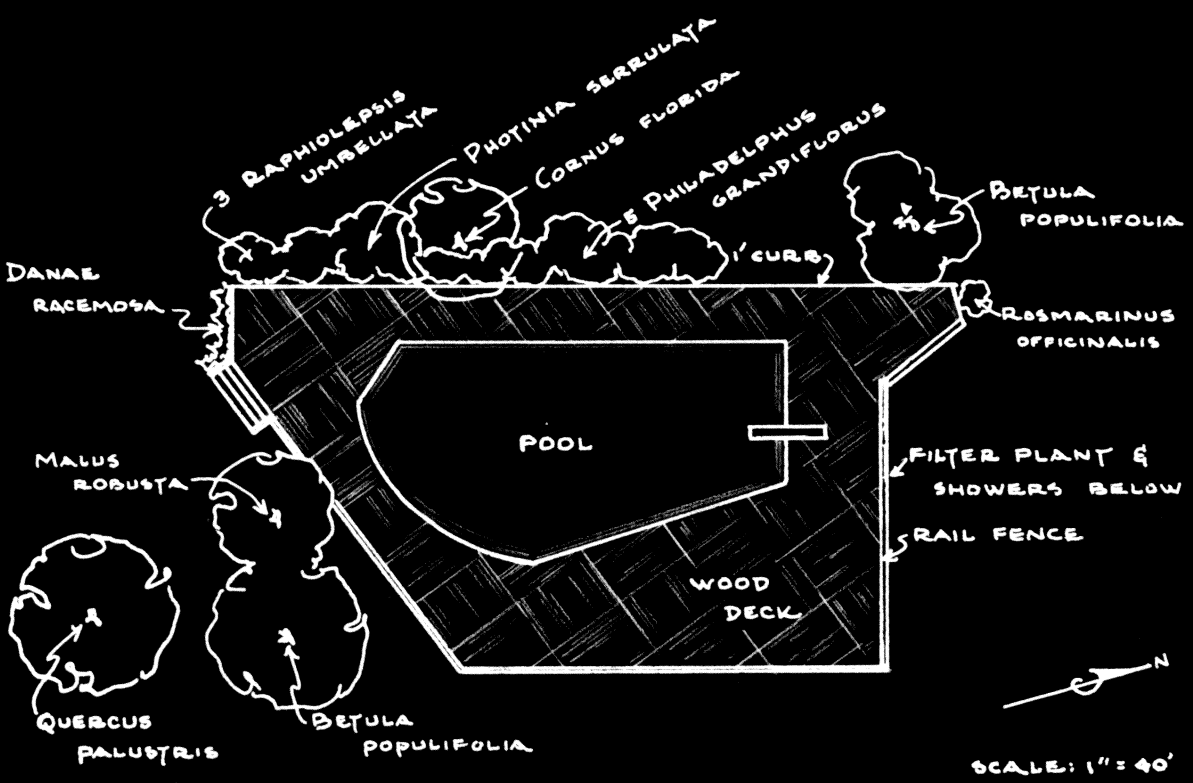 3 RAPHIOLEPSIS
UMBELLATA
PHOTINIA SERRULATA
CORNUS FLORIDA
5 PHILADELPHUS
GRANDIFLORUS
BETULA
POPULIFOLIA
1' CURB
DANAE
RACEMOSA
ROSMARINUS
OFFICINALIS
POOL
MALUS
ROBUSTA
FILTER PLANT &
SHOWERS BELOW
RAIL FENCE
WOOD
DECK
QUERCUS
PALUSTRIS
BETULA
POPULIFOLIA
N
SCALE: 1" = 40'